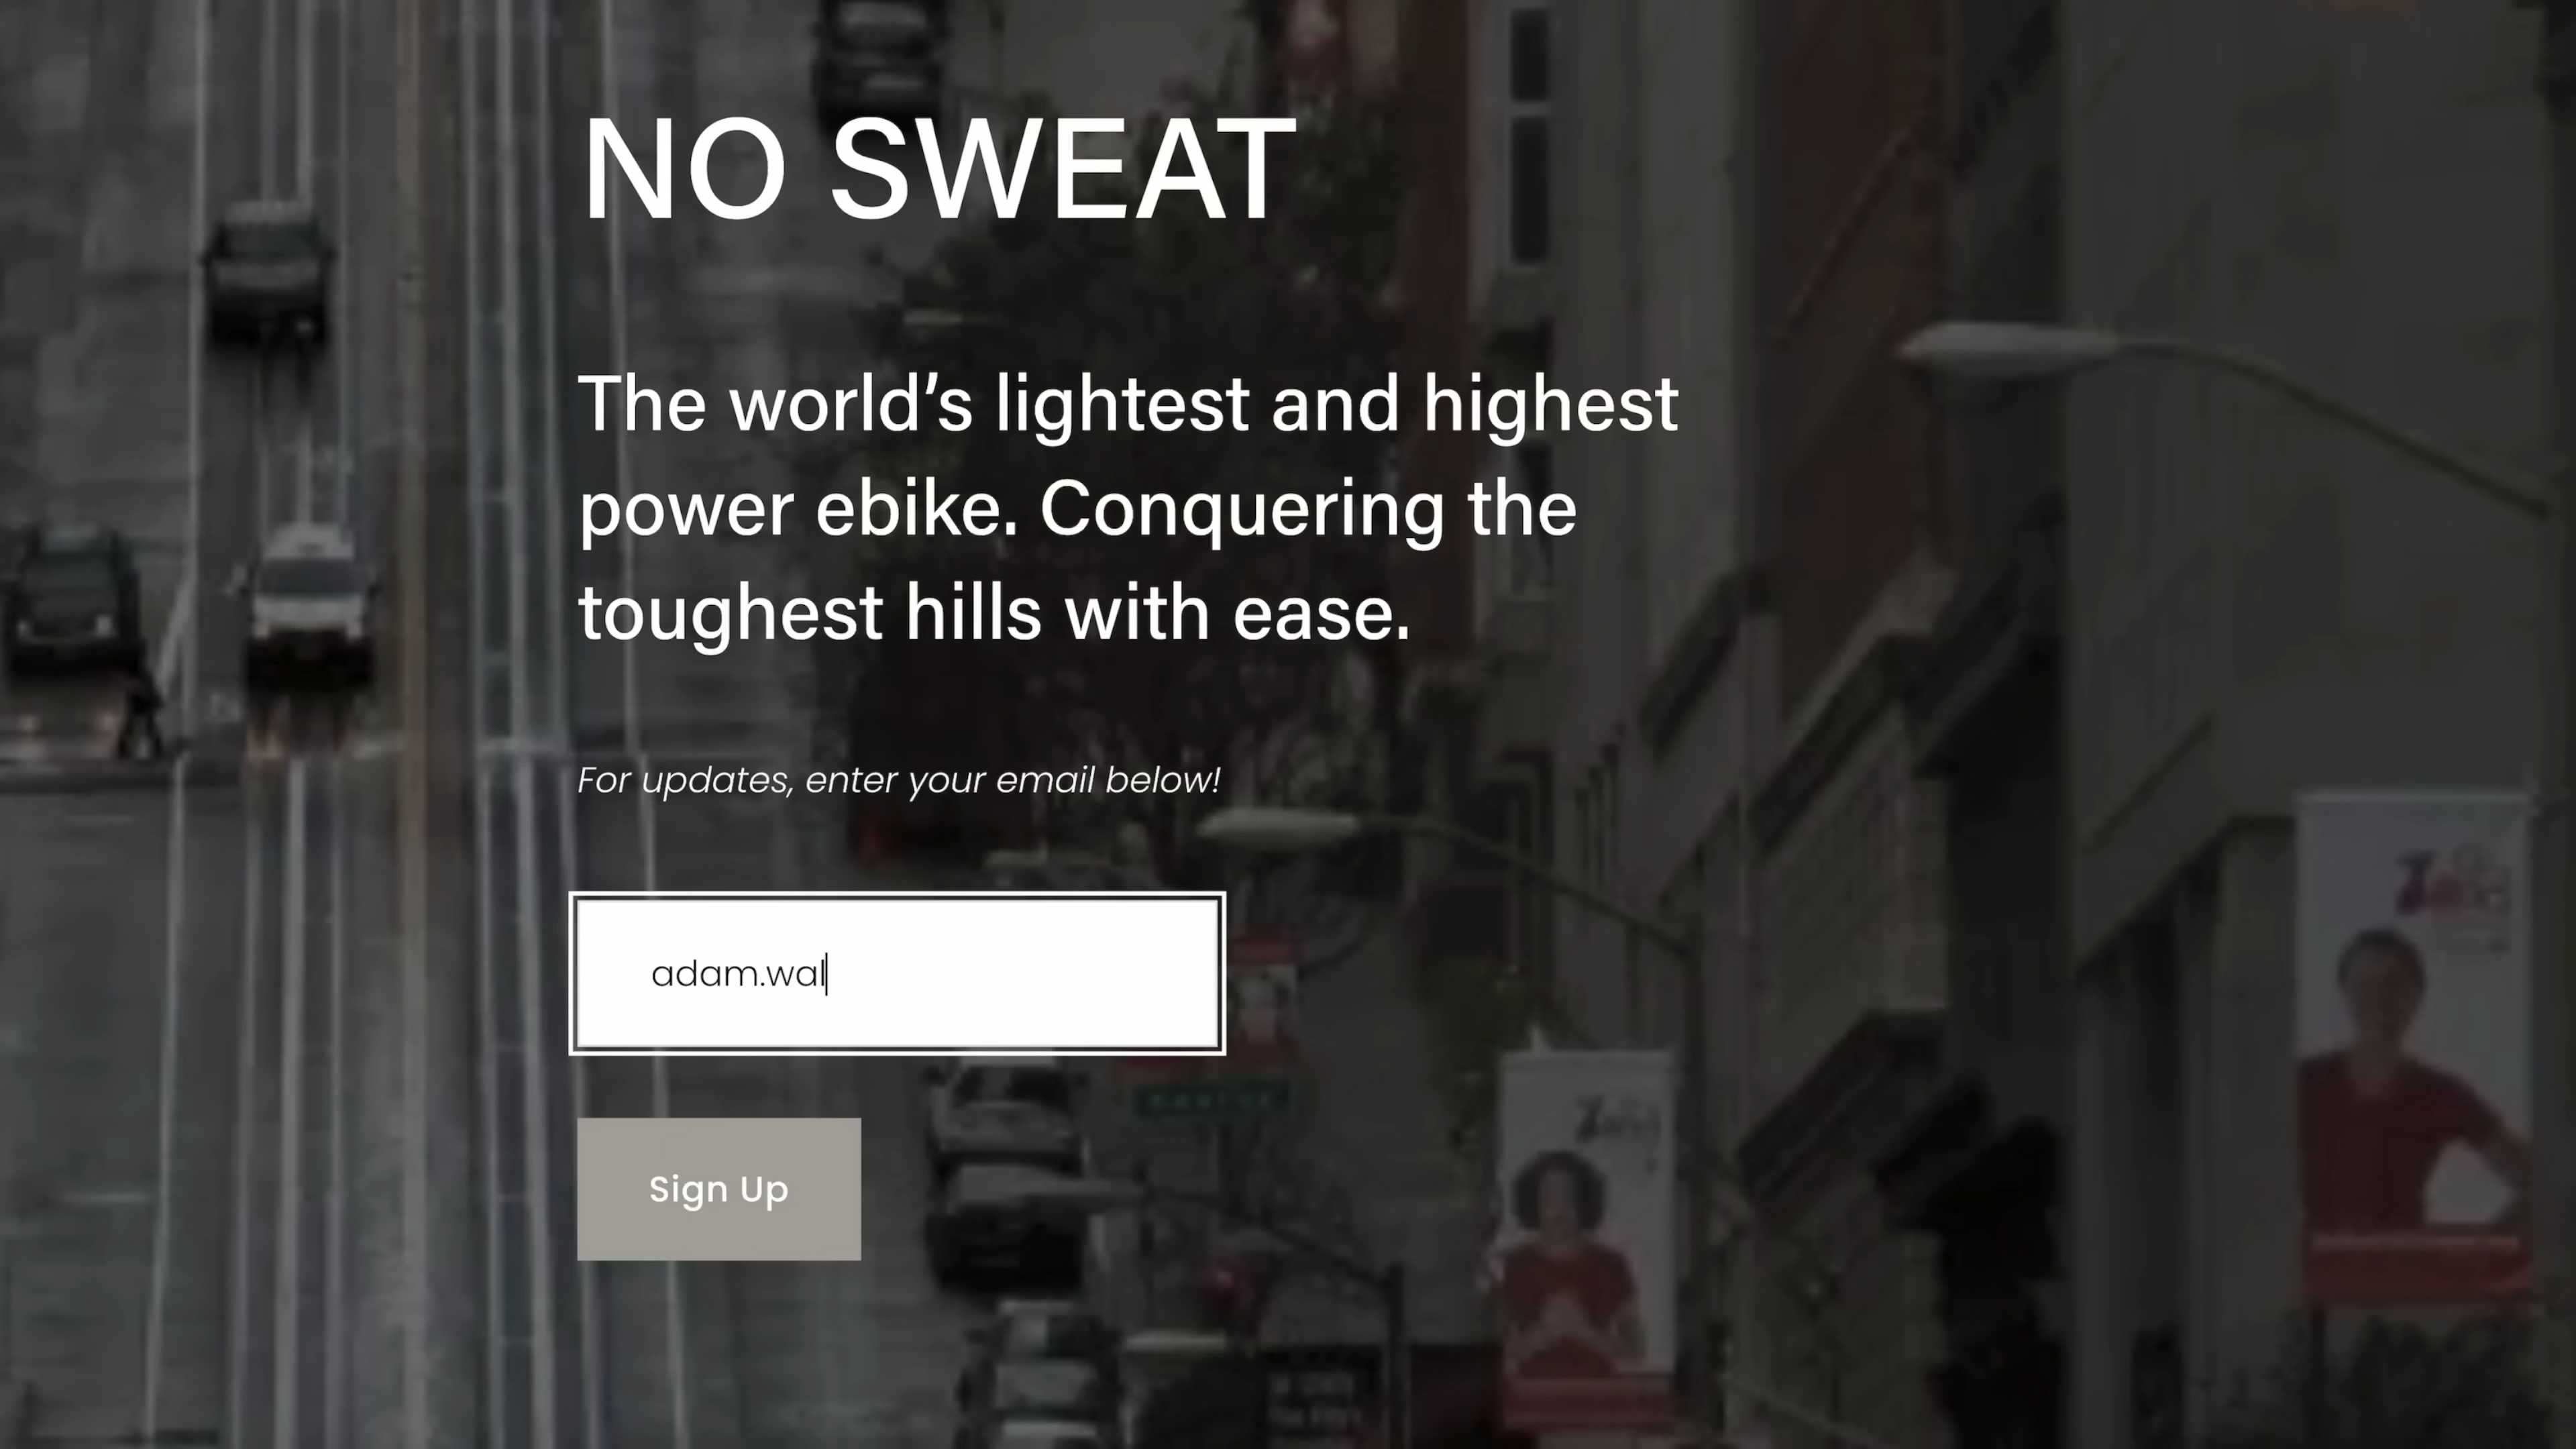 NO SWEAT
The world's lightest and highest
power ebike. Conquering the
toughest hills with ease.
For updates, enter your email below!
adam.wal
Sign Up